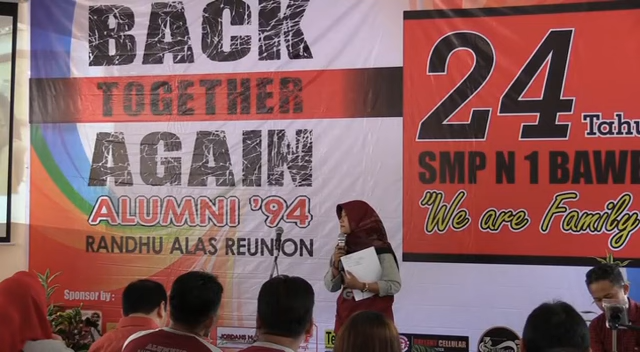 BACK
TOGETHER
AGAIN
ALUMNI '94
RANDHU ALAS REUNION
Sponsor by :
24 Tahu
SMP N 1 BAWE
"We are Family